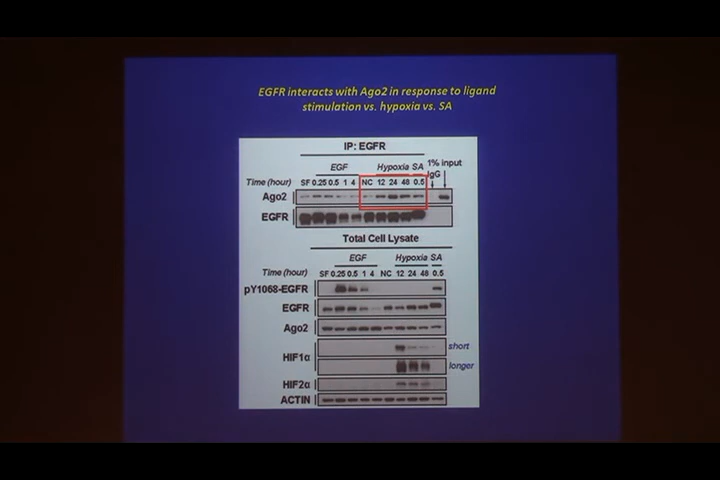 EGFR interacts with Ago2 in response to ligand
stimulation vs. hypoxia vs. SA
IP: EGFR
EGF Hypoxia SA 1% input
IgG
Time (hour) SF 0.25 0.5 1 4 NC 12 24 48 0.5
Ago2
EGFR
Total Cell Lysate
EGF Hypoxia SA
Time (hour) SF 0.25 0.5 1 4 NC 12 24 48 0.5
pY1068-EGFR
EGFR
Ago2
HIF1α short
longer
HIF2α
ACTIN